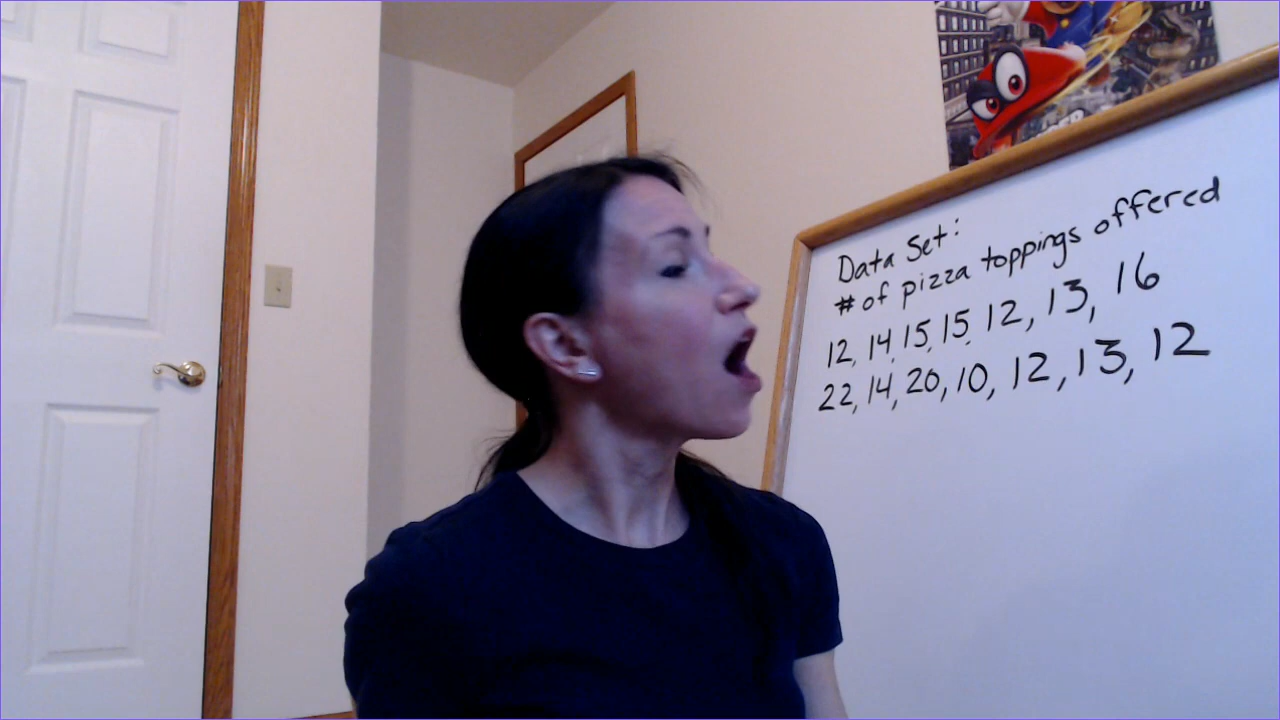 Data Set:
# of pizza toppings offered
12, 14, 15, 15, 12, 13, 16
22, 14, 20, 10, 12, 13, 12